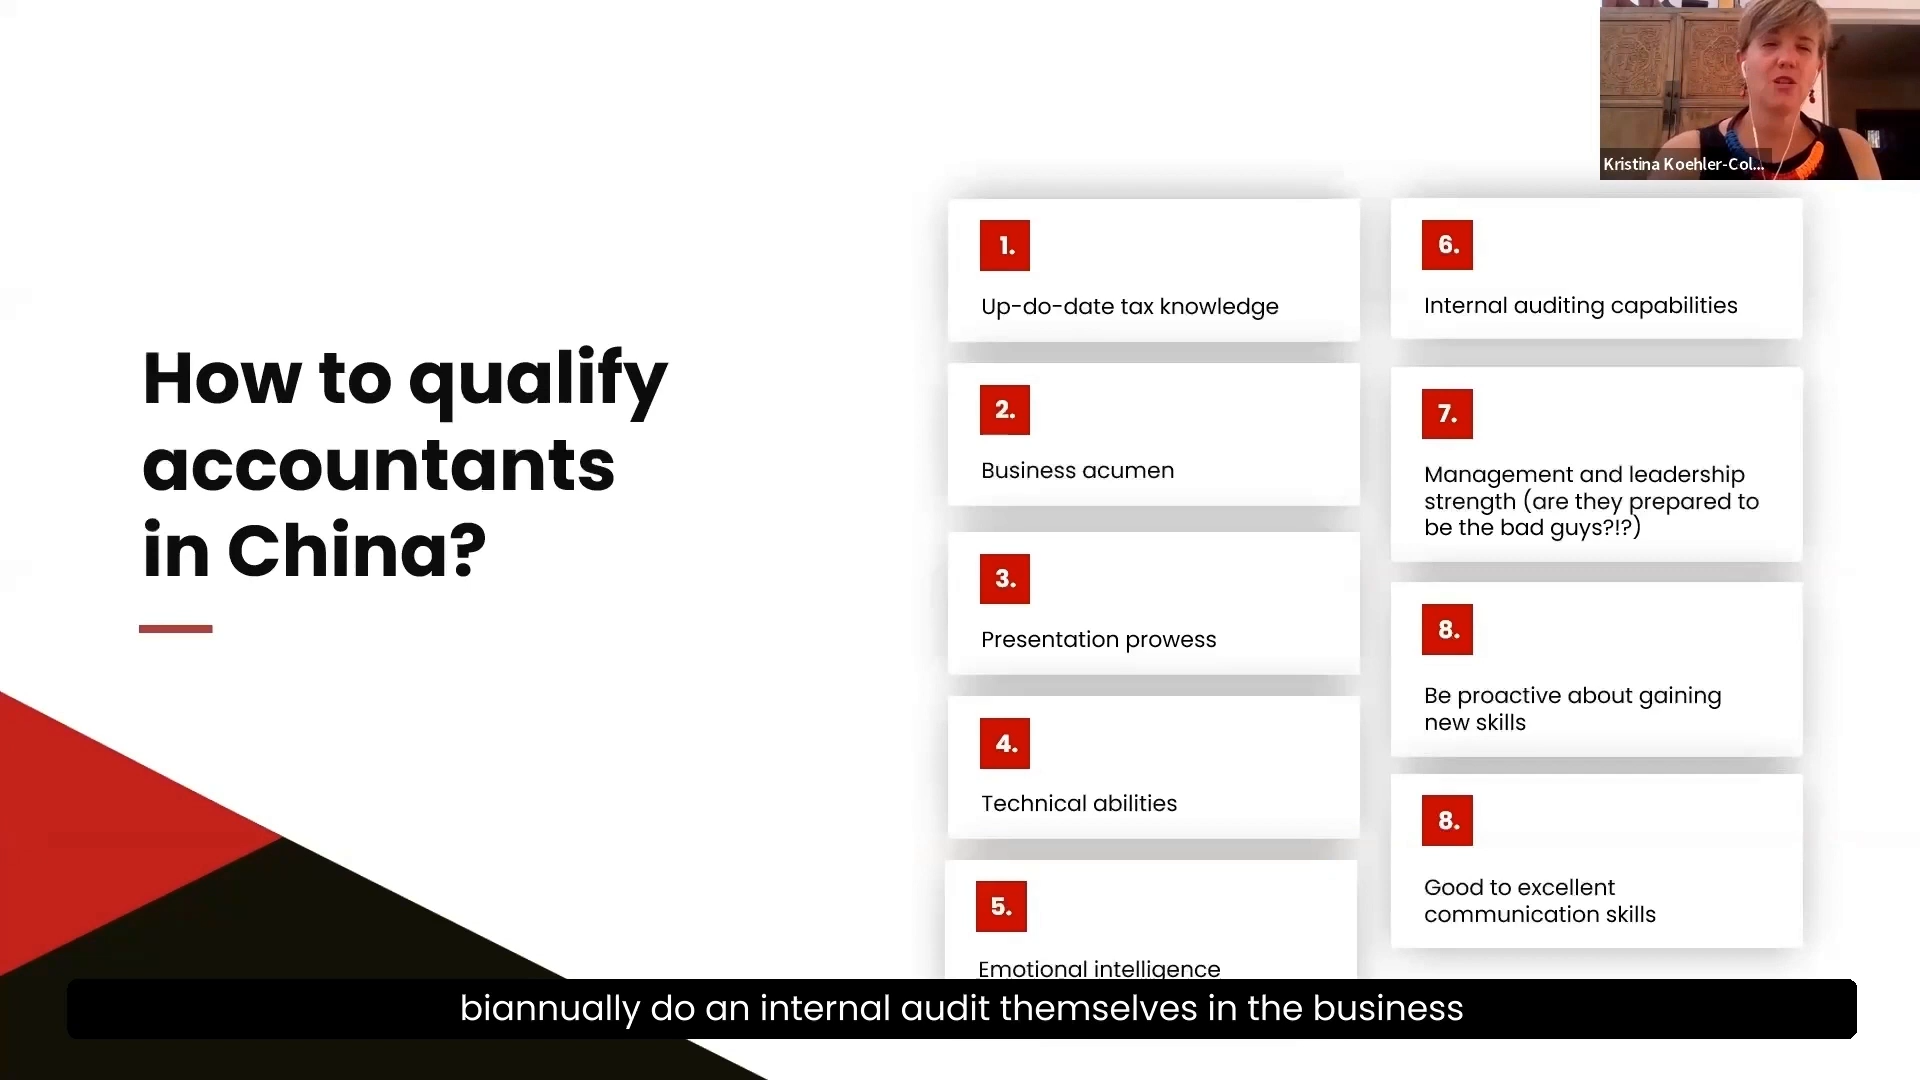 Kristina Koehler-Col...
How to qualify
accountants
in China?
1.
Up-do-date tax knowledge
2.
Business acumen
3.
Presentation prowess
4.
Technical abilities
5.
Emotional intelligence
6.
Internal auditing capabilities
7.
Management and leadership
strength (are they prepared to
be the bad guys?!?)
8.
Be proactive about gaining
new skills
8.
Good to excellent
communication skills
biannually do an internal audit themselves in the business